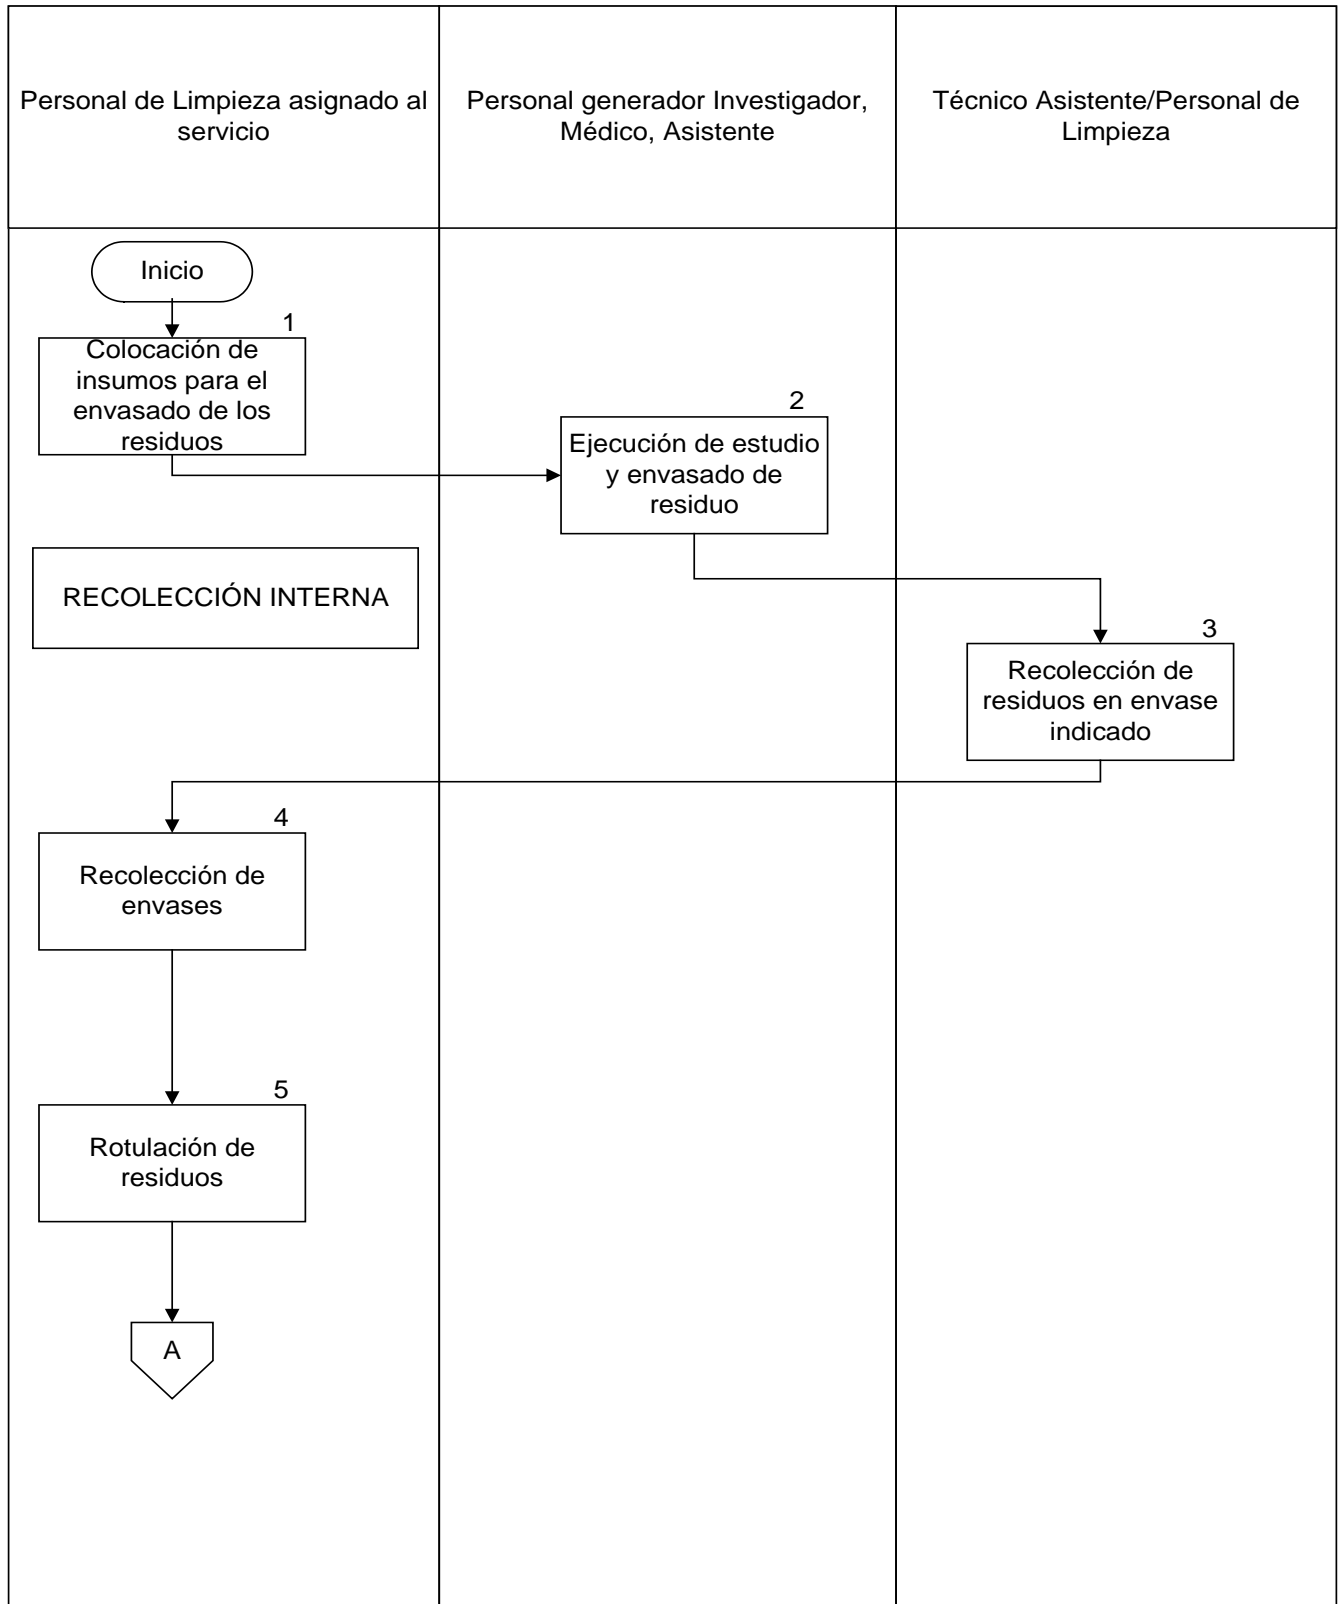 Personal de Limpieza asignado al
servicio
Personal generador Investigador,
Médico, Asistente
Técnico Asistente/Personal de
Limpieza
Inicio
1
Colocación de
insumos para el
envasado de los
residuos
2
Ejecución de estudio
y envasado de
residuo
RECOLECCIÓN INTERNA
3
Recolección de
residuos en envase
indicado
4
Recolección de
envases
5
Rotulación de
residuos
A